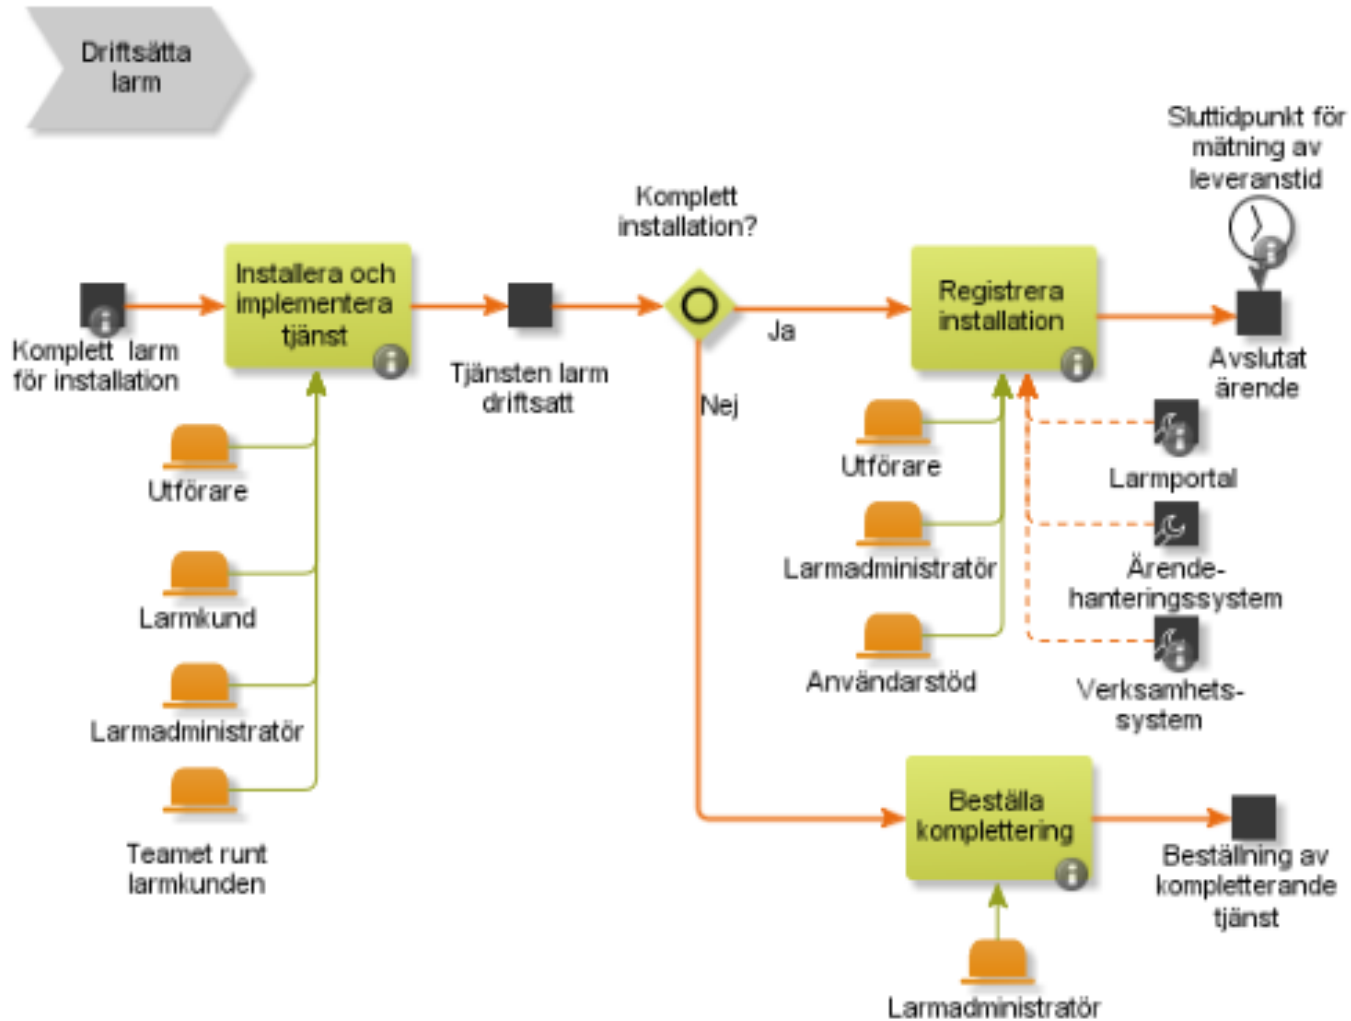 Driftsätta
larm
Sluttidpunkt för
mätning av
leveranstid
Komplett
installation?
Installera och
implementera
tjänst
Registrera
installation
Ja
Komplett larm
för installation
Tjänsten larm
driftsatt
Avslutat
ärende
Nej
Utförare
Utförare
Larmportal
Larmadministratör
Ärende-
hanteringssystem
Larmkund
Användarstöd
Verksamhets-
system
Larmadministratör
Beställa
komplettering
Teamet runt
larmkunden
Beställning av
kompletterande
tjänst
Larmadministratör